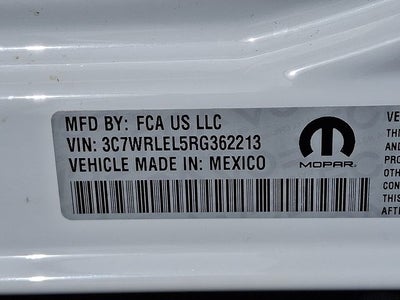 MFD BY: FCA US LLC
VIN: 3C7WRLEL5RG362213
VEHICLE MADE IN: MEXICO
MOPAR